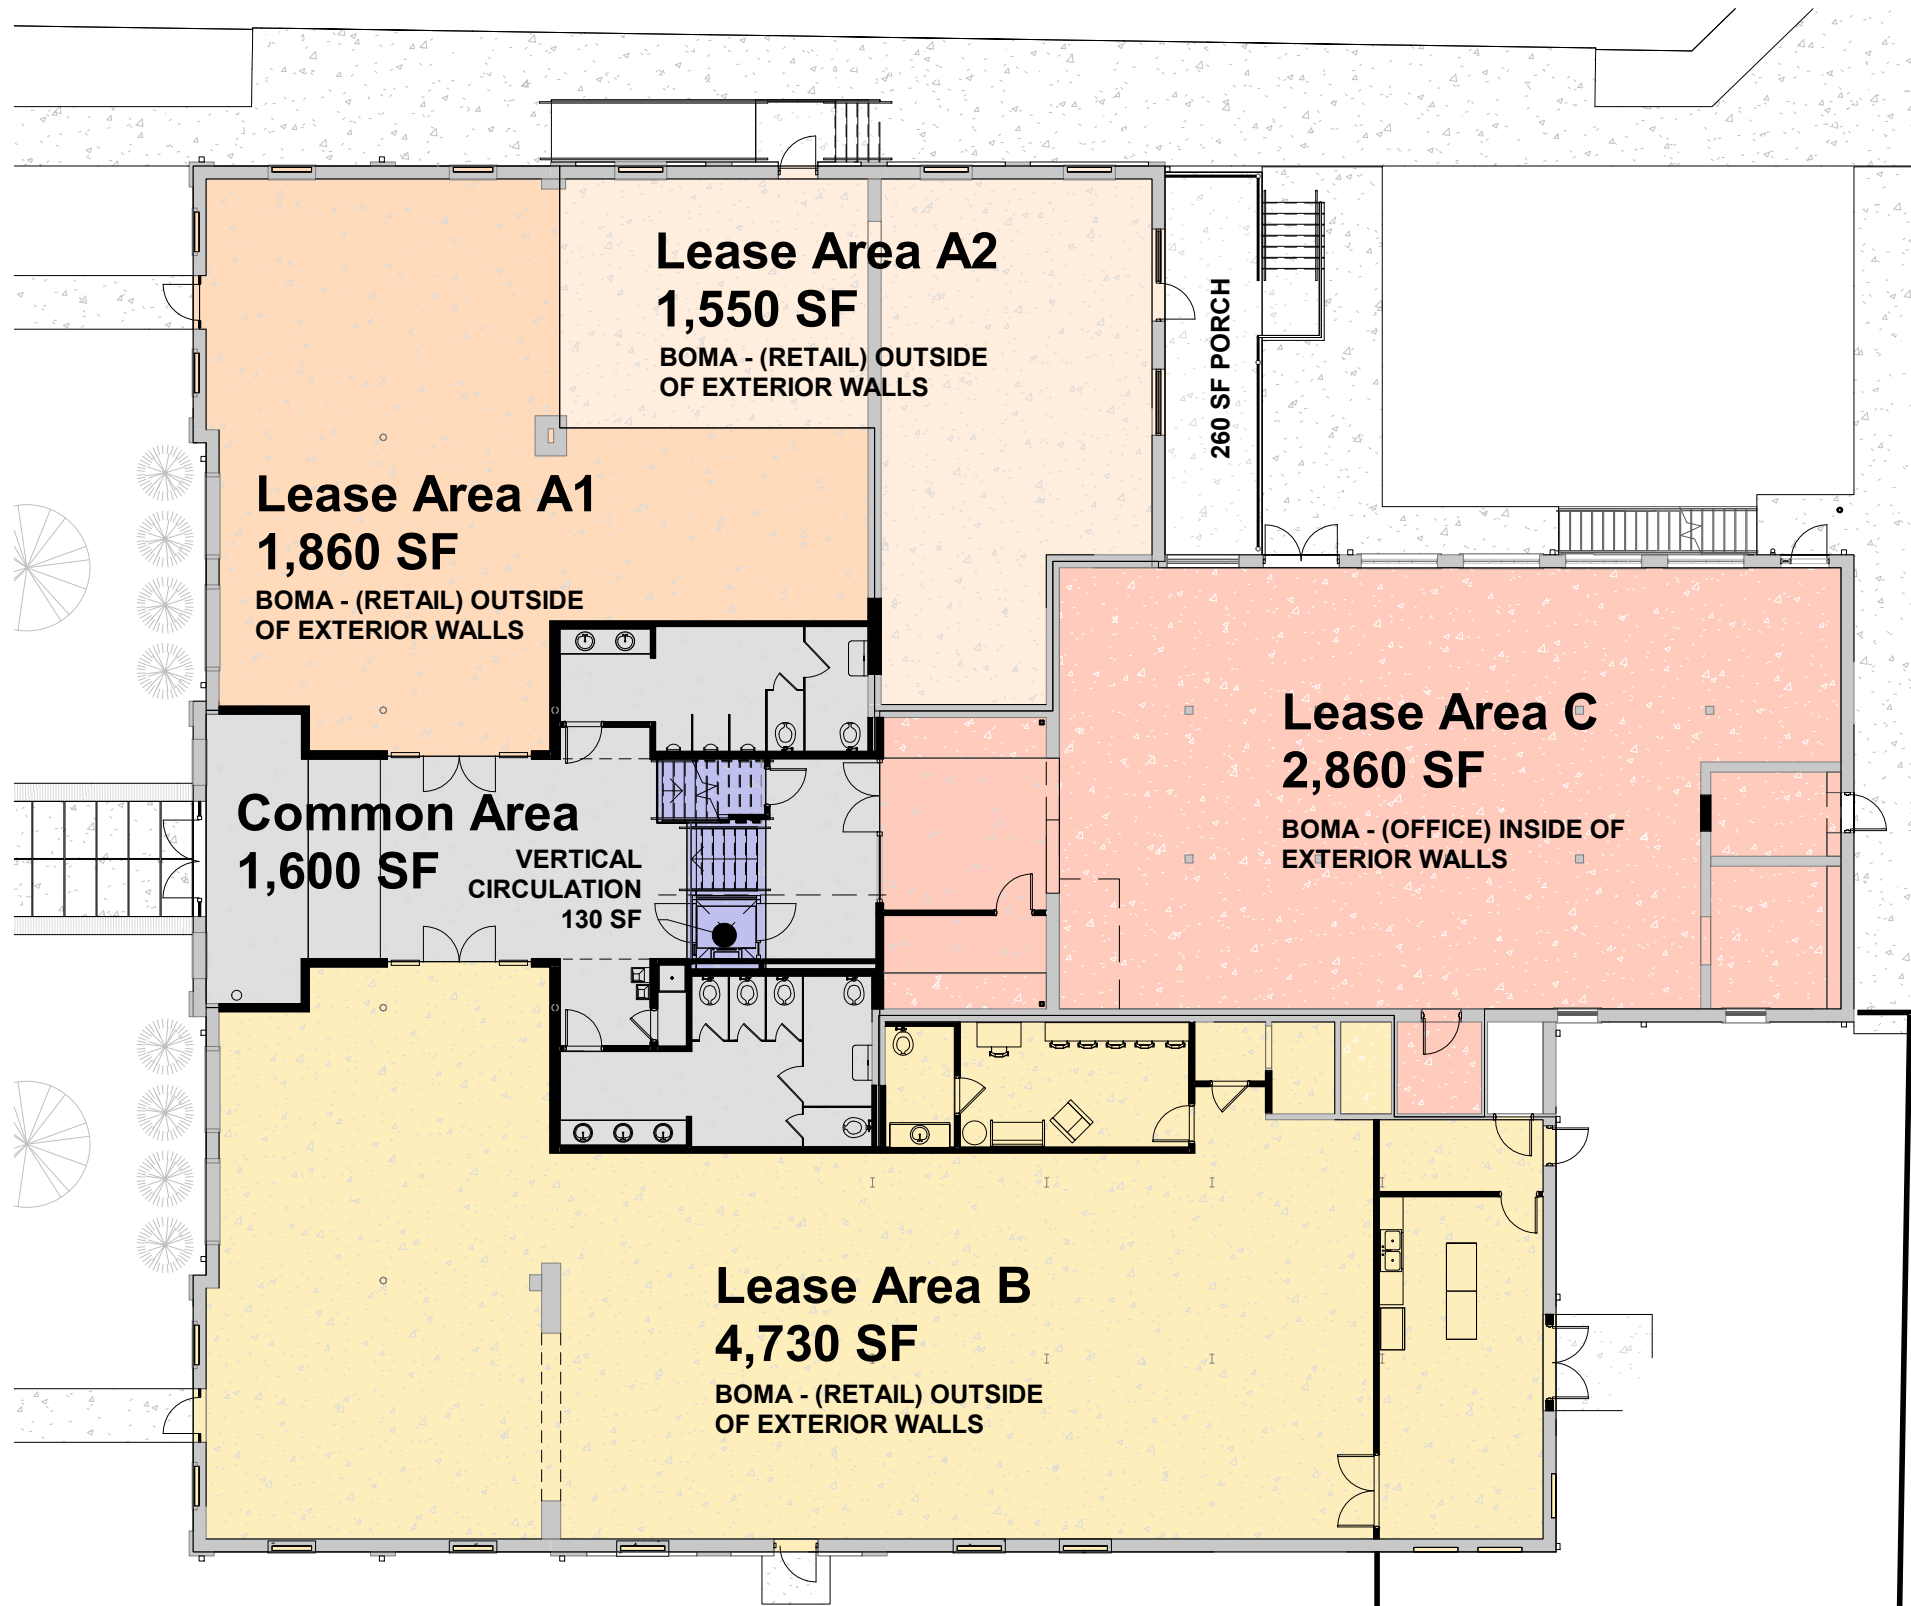 Lease Area A2
1,550 SF
BOMA - (RETAIL) OUTSIDE
OF EXTERIOR WALLS
260 SF PORCH
Lease Area A1
1,860 SF
BOMA - (RETAIL) OUTSIDE
OF EXTERIOR WALLS
Lease Area C
2,860 SF
BOMA - (OFFICE) INSIDE OF
EXTERIOR WALLS
Common Area
1,600 SF
VERTICAL
CIRCULATION
130 SF
Lease Area B
4,730 SF
BOMA - (RETAIL) OUTSIDE
OF EXTERIOR WALLS